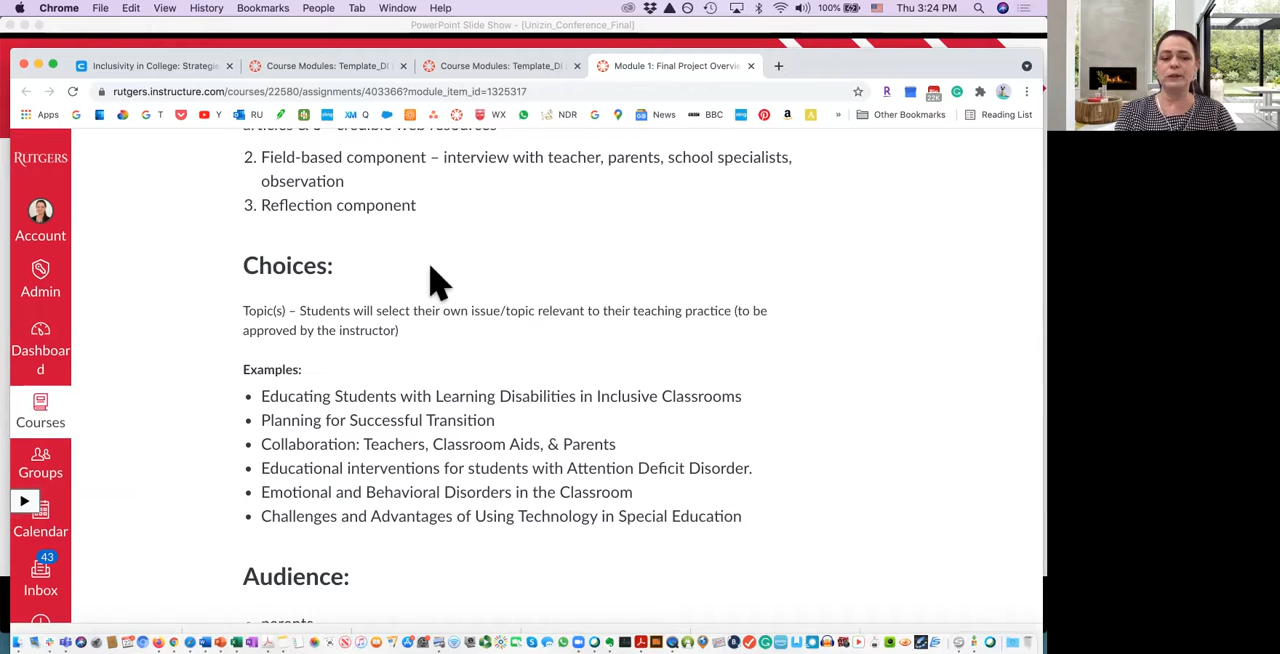 Chrome File Edit View History Bookmarks People Tab Window Help 100% Thu 3:24 PM
PowerPoint Slide Show - [Unizin_Conference_Final]
Inclusivity in College: Strategie Course Modules: Template_DI Course Modules: Template_DI Module 1: Final Project Overvie
rutgers.instructure.com/courses/22580/assignments/403366?module_item_id=1325317
Apps G T Y RU Q WX NDR News BBC Other Bookmarks Reading List
RUTGERS
Account
Admin
Dashboar
d
Courses
Groups
Calendar
43
Inbox
2. Field-based component – interview with teacher, parents, school specialists,
observation
3. Reflection component
Choices:
Topic(s) – Students will select their own issue/topic relevant to their teaching practice (to be
approved by the instructor)
Examples:
• Educating Students with Learning Disabilities in Inclusive Classrooms
• Planning for Successful Transition
• Collaboration: Teachers, Classroom Aids, & Parents
• Educational interventions for students with Attention Deficit Disorder.
• Emotional and Behavioral Disorders in the Classroom
• Challenges and Advantages of Using Technology in Special Education
Audience:
parents